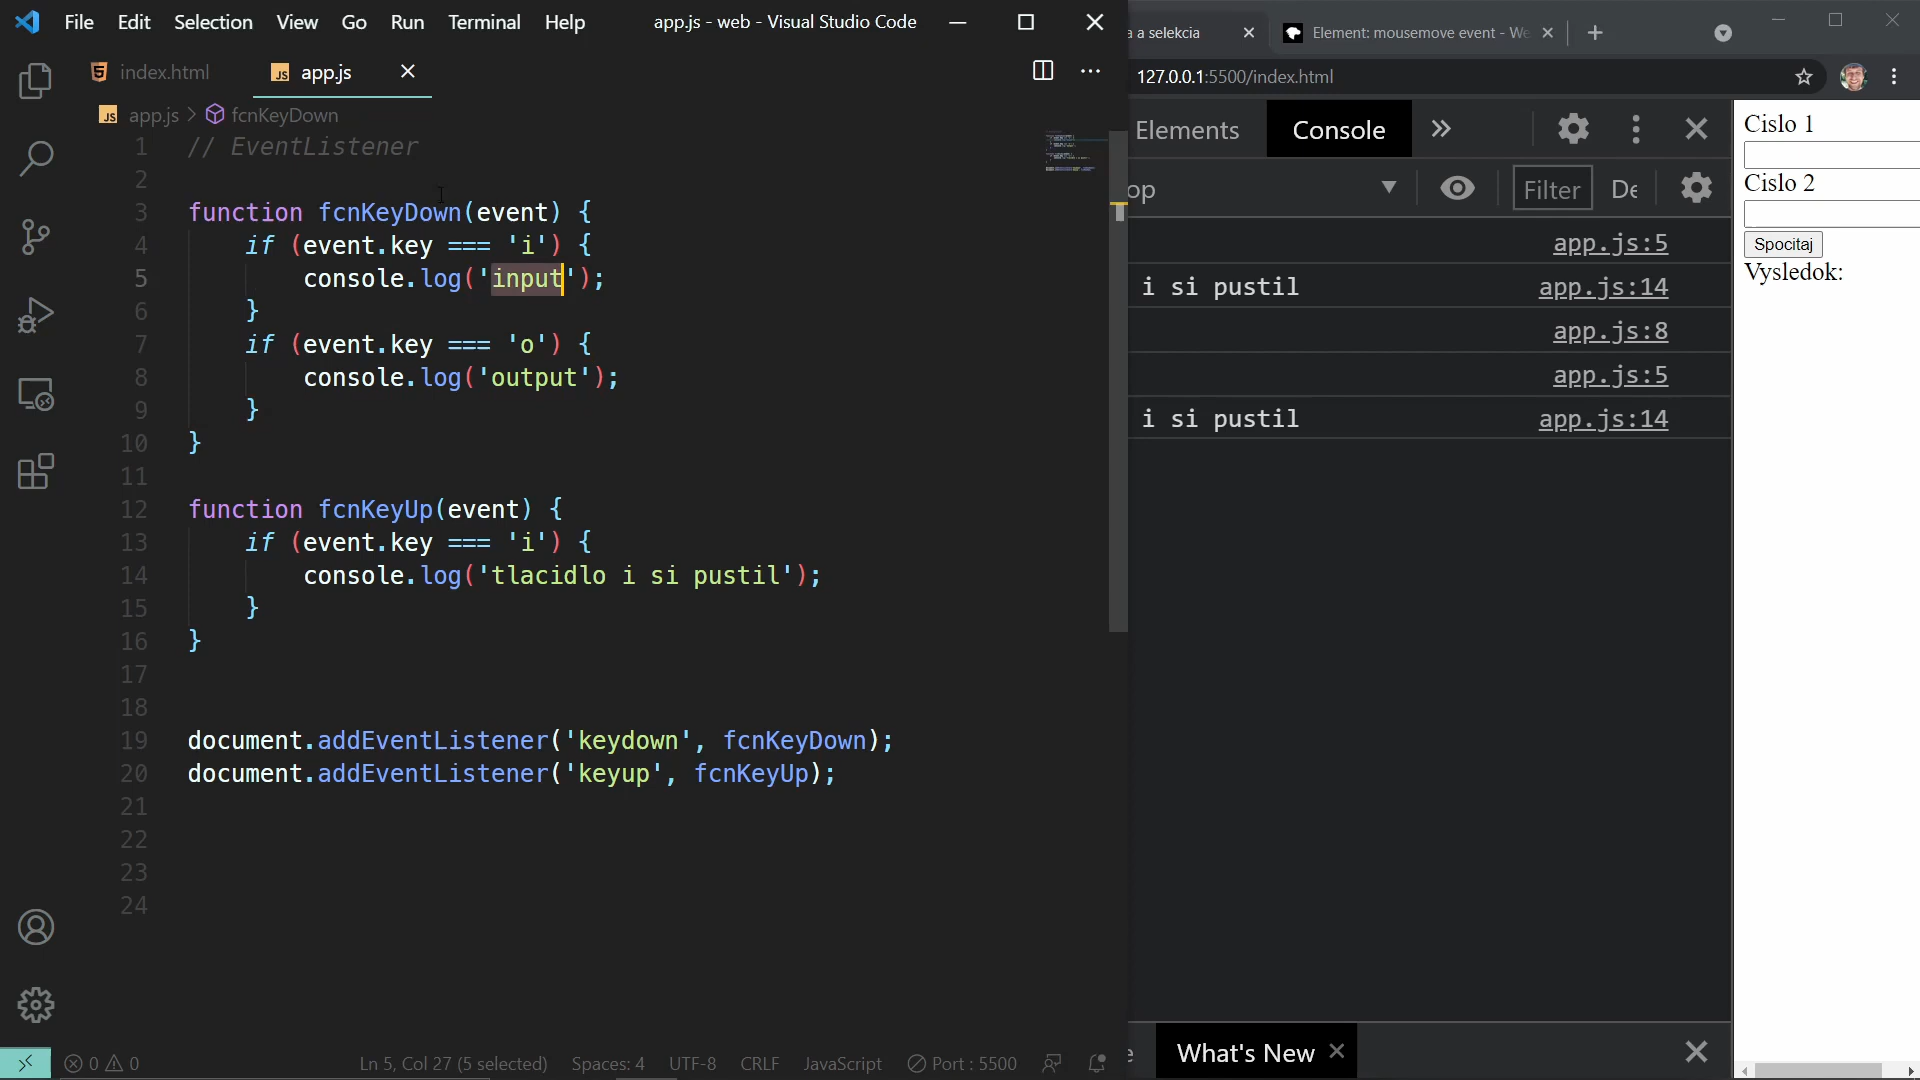 File Edit Selection View Go Run Terminal Help app.js - web - Visual Studio Code
index.html app.js
app.js > fcnKeyDown
1 // EventListener
2
3 function fcnKeyDown(event) {
4 if (event.key === 'i') {
5 console.log('input');
6 }
7 if (event.key === 'o') {
8 console.log('output');
9 }
10 }
11
12 function fcnKeyUp(event) {
13 if (event.key === 'i') {
14 console.log('tlacidlo i si pustil');
15 }
16 }
17
18
19 document.addEventListener('keydown', fcnKeyDown);
20 document.addEventListener('keyup', fcnKeyUp);
21
22
23
24
0 0 Ln 5, Col 27 (5 selected) Spaces: 4 UTF-8 CRLF JavaScript Port : 5500
a selekcia Element: mousemove event - We
127.0.0.1:5500/index.html
Elements Console
op Filter De
app.js:5
i si pustil app.js:14
app.js:8
app.js:5
i si pustil app.js:14
What's New
Cislo 1
Cislo 2
Spocitaj
Vysledok: